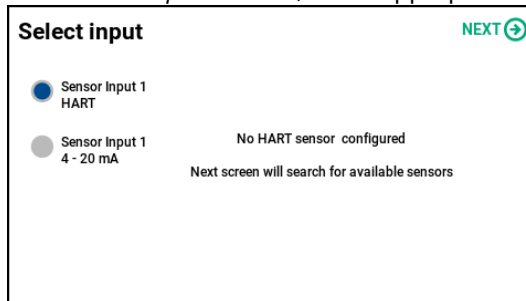 Select input
NEXT
Sensor Input 1
HART
Sensor Input 1
4 - 20 mA
No HART sensor configured
Next screen will search for available sensors